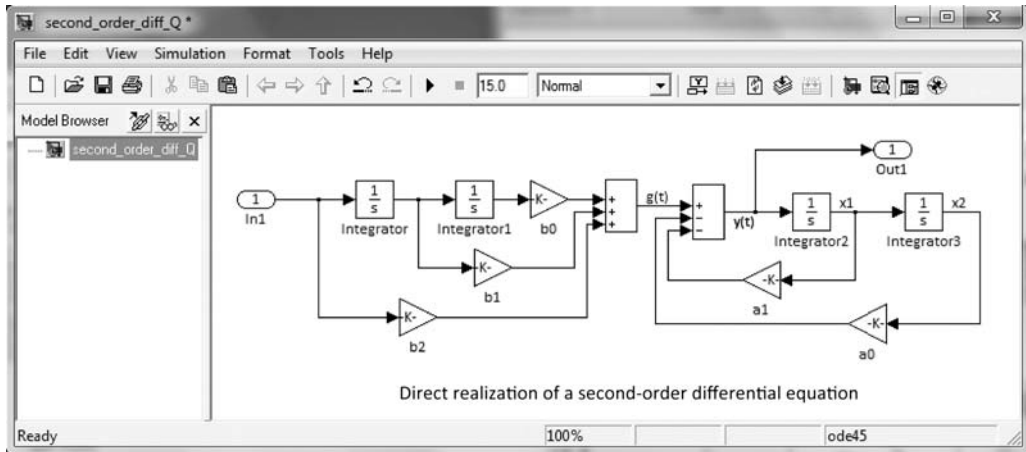 second_order_diff_Q *
File Edit View Simulation Format Tools Help
15.0 Normal
Model Browser
second_order_diff_Q
1
In1
1
s
Integrator
1
s
Integrator1
K-
b0
+
+
+
g(t)
+
−
−
y(t)
1
Out1
1
s
Integrator2
x1
1
s
Integrator3
x2
K-
b1
-K-
a1
K-
b2
-K-
a0
Direct realization of a second-order differential equation
Ready 100% ode45